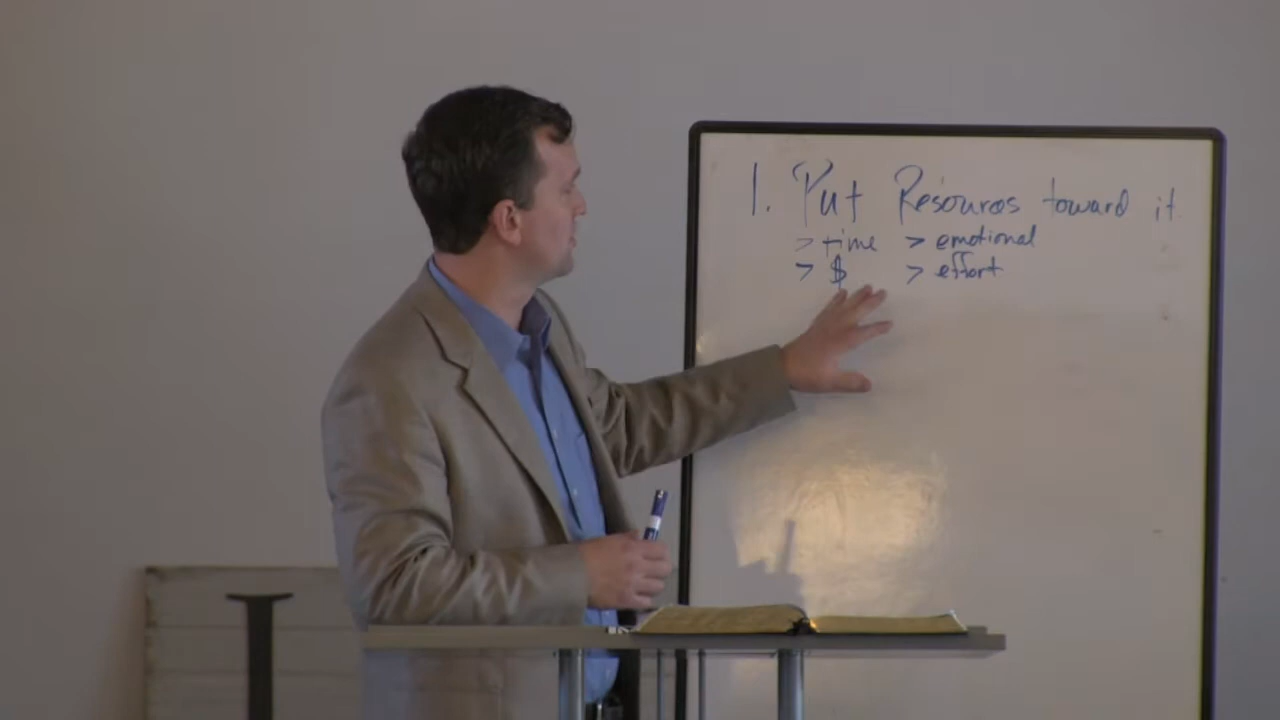 1. Put Resources toward it
> time > emotional
> $ > effort
I